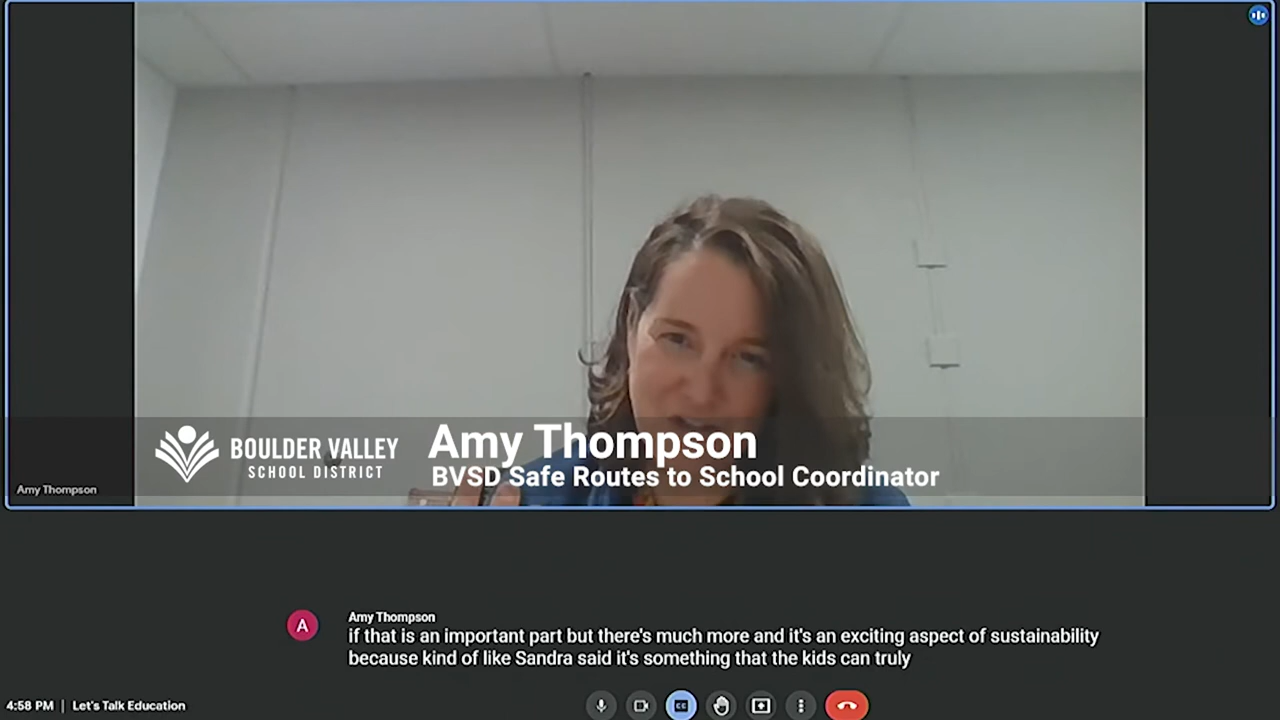 BOULDER VALLEY
SCHOOL DISTRICT
Amy Thompson
BVSD Safe Routes to School Coordinator
Amy Thompson
A
Amy Thompson
if that is an important part but there's much more and it's an exciting aspect of sustainability
because kind of like Sandra said it's something that the kids can truly
4:58 PM | Let's Talk Education
CC